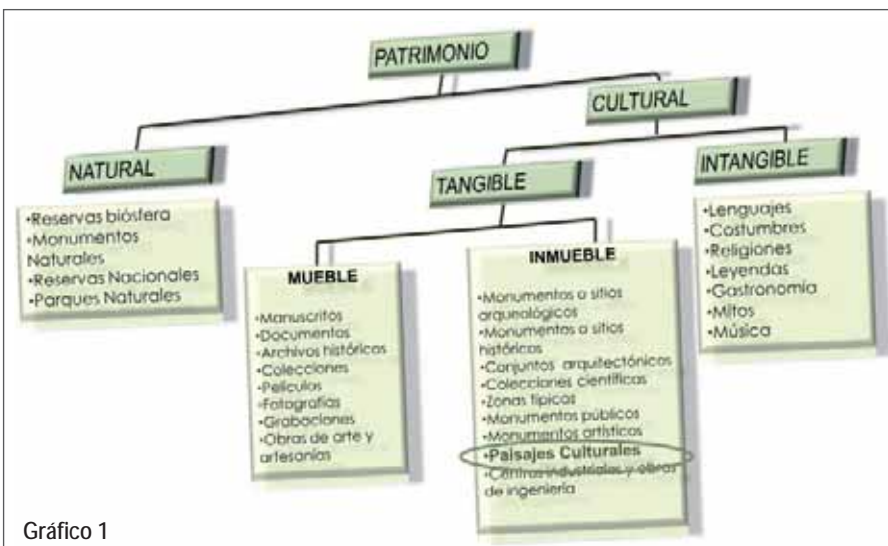 PATRIMONIO
CULTURAL
NATURAL
TANGIBLE
INTANGIBLE
•Reservas biósfera
•Monumentos
Naturales
•Reservas Nacionales
•Parques Naturales
MUEBLE
•Manuscritos
•Documentos
•Archivos históricos
•Colecciones
•Películas
•Fotografías
•Grabaciones
•Obras de arte y
artesanías
INMUEBLE
•Monumentos o sitios
arqueológicos
•Monumentos o sitios
históricos
•Conjuntos arquitectónicos
•Colecciones científicas
•Zonas típicas
•Monumentos públicos
•Monumentos artísticos
•Paisajes Culturales
•Centros industriales y obras
de ingeniería
•Lenguajes
•Costumbres
•Religiones
•Leyendas
•Gastronomía
•Mitos
•Música
Gráfico 1